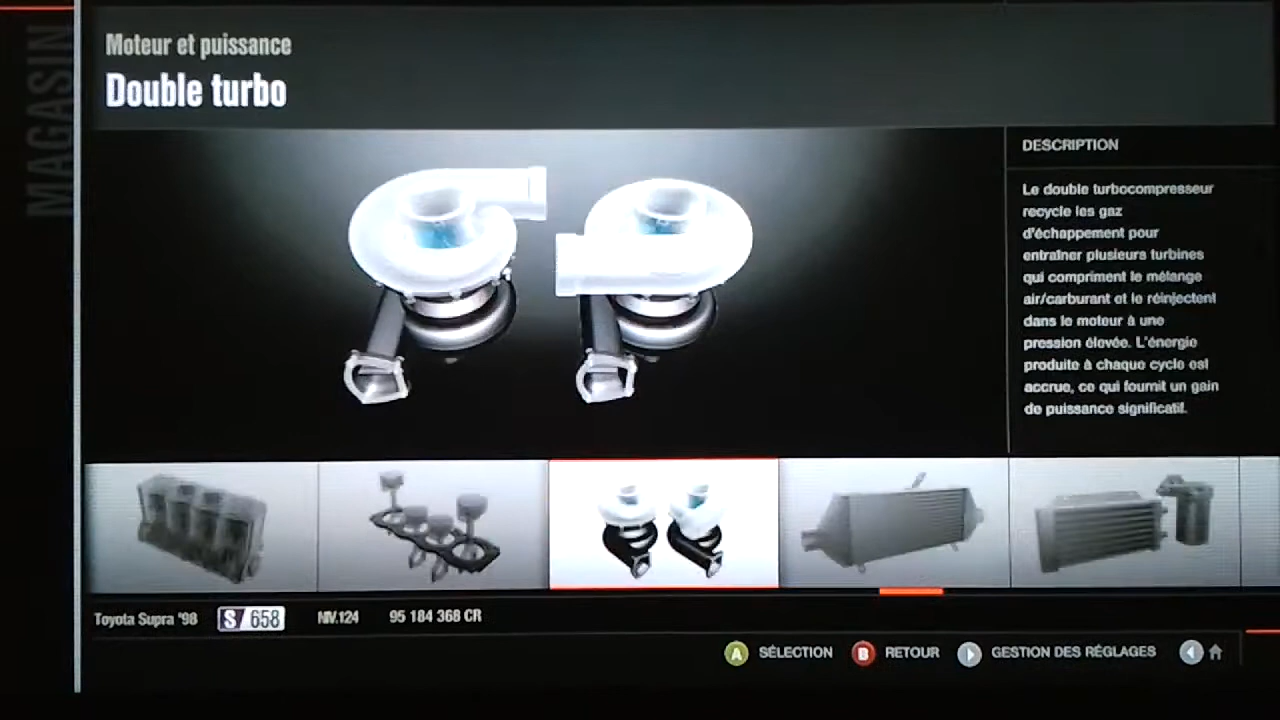 MAGASIN
Moteur et puissance
Double turbo
DESCRIPTION
Le double turbocompresseur
recycle les gaz
d'échappement pour
entraîner plusieurs turbines
qui compriment le mélange
air/carburant et le réinjectent
dans le moteur à une
pression élevée. L'énergie
produite à chaque cycle est
accrue, ce qui fournit un gain
de puissance significatif.
Toyota Supra '98 S 658 NIV.124 95 184 368 CR
A SÉLECTION B RETOUR GESTION DES RÉGLAGES